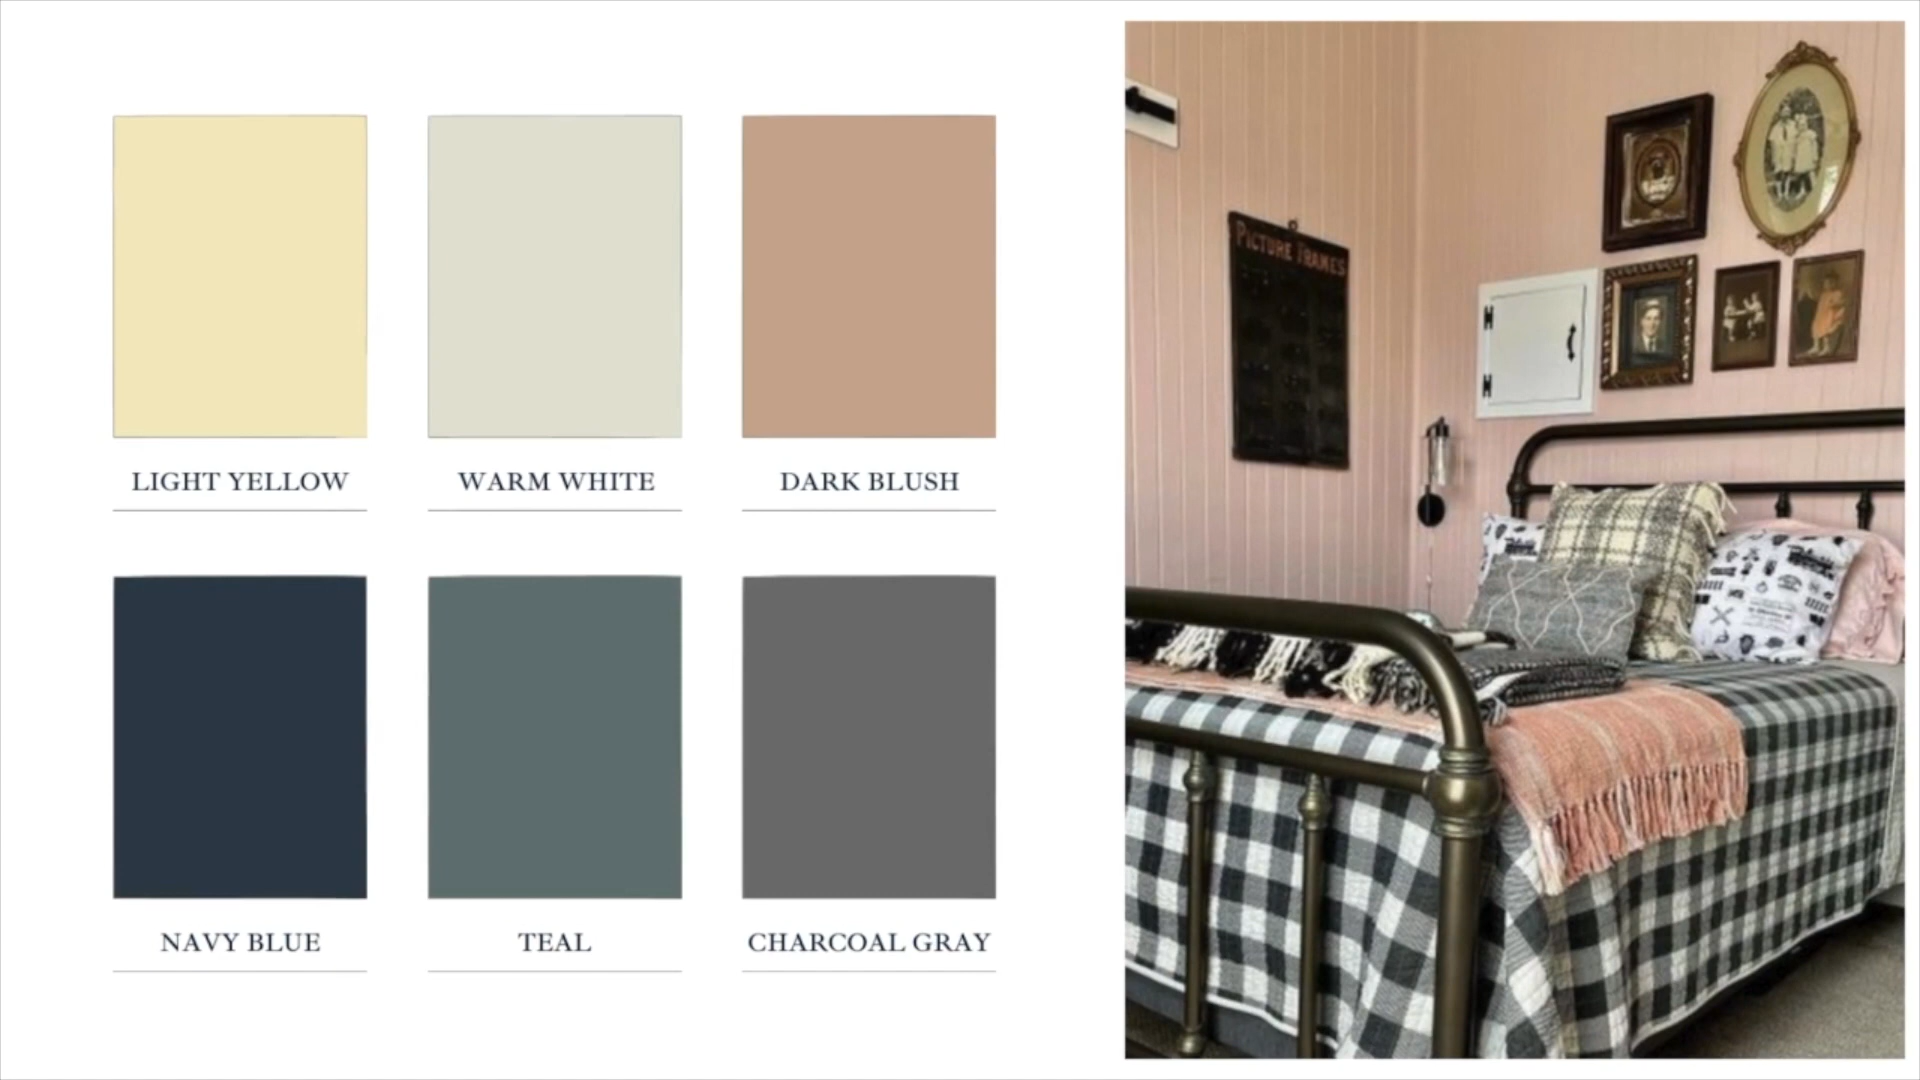 LIGHT YELLOW
WARM WHITE
DARK BLUSH
NAVY BLUE
TEAL
CHARCOAL GRAY
PICTURE FRAMES